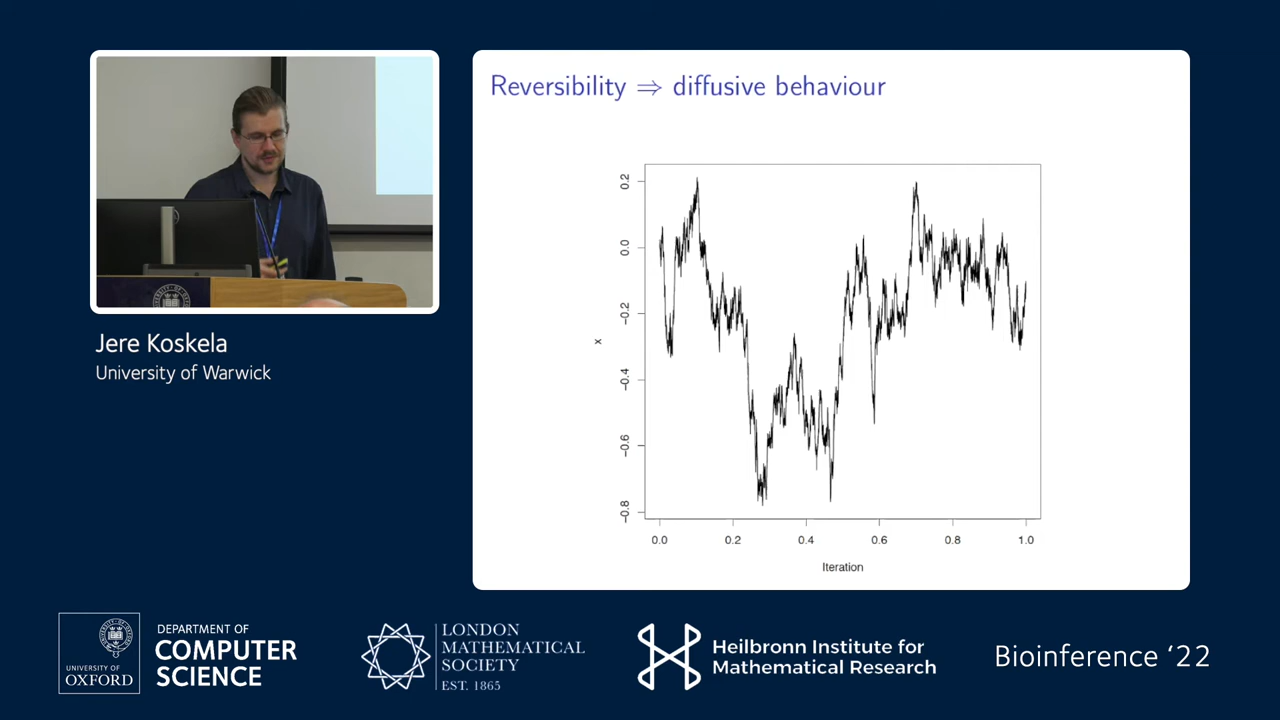 Reversibility ⇒ diffusive behaviour
0.2
0.0
−0.2
−0.4
−0.6
−0.8
x
0.0 0.2 0.4 0.6 0.8 1.0
Iteration
Jere Koskela
University of Warwick
UNIVERSITY OF
OXFORD
DEPARTMENT OF
COMPUTER
SCIENCE
LONDON
MATHEMATICAL
SOCIETY
EST. 1865
Heilbronn Institute for
Mathematical Research
Bioinference ‘22